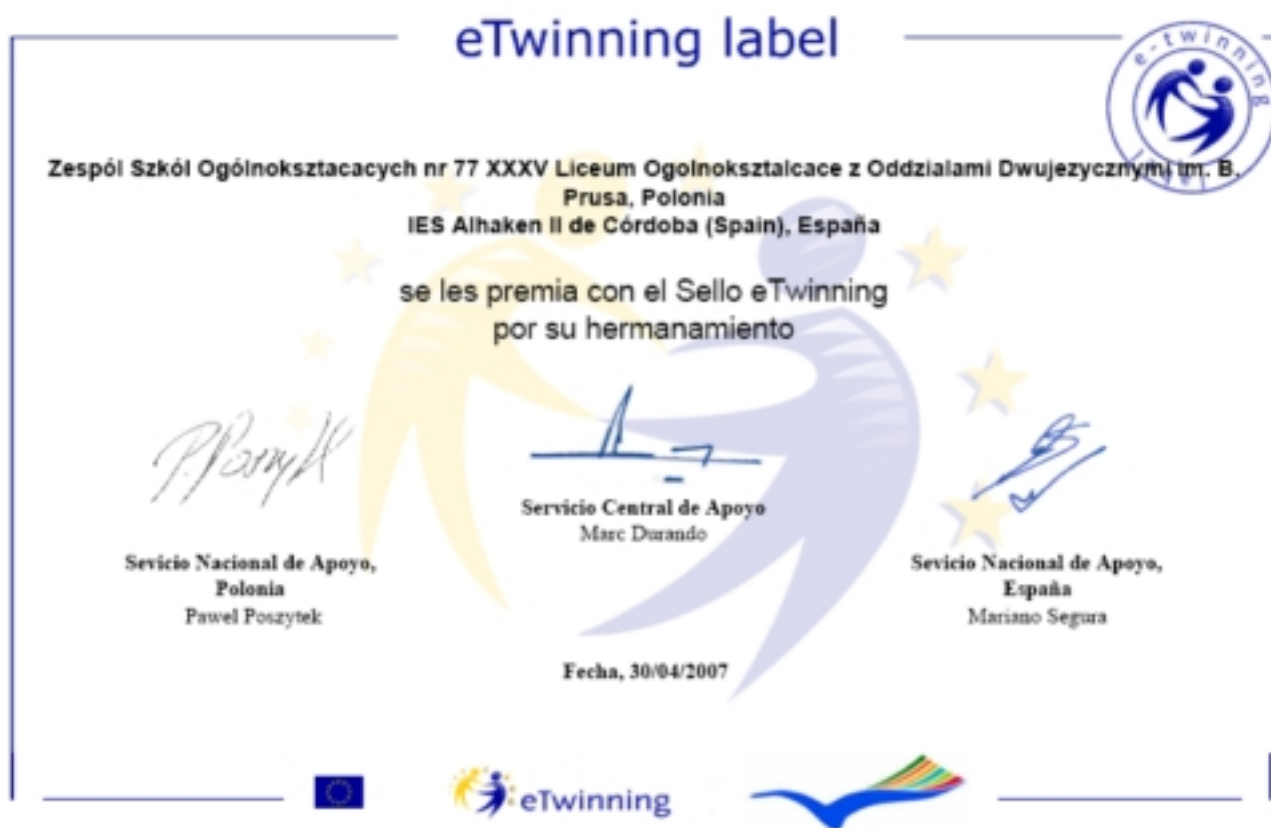 eTwinning label
e-twinning
label
Zespól Szkól Ogólnoksztacacych nr 77 XXXV Liceum Ogolnoksztalcace z Oddzialami Dwujezycznymi im. B.
Prusa, Polonia
IES Alhaken II de Córdoba (Spain), España
se les premia con el Sello eTwinning
por su hermanamiento
Servicio Central de Apoyo
Marc Durando
Sevicio Nacional de Apoyo,
Polonia
Pawel Poszytek
Sevicio Nacional de Apoyo,
España
Mariano Segura
Fecha, 30/04/2007
eTwinning